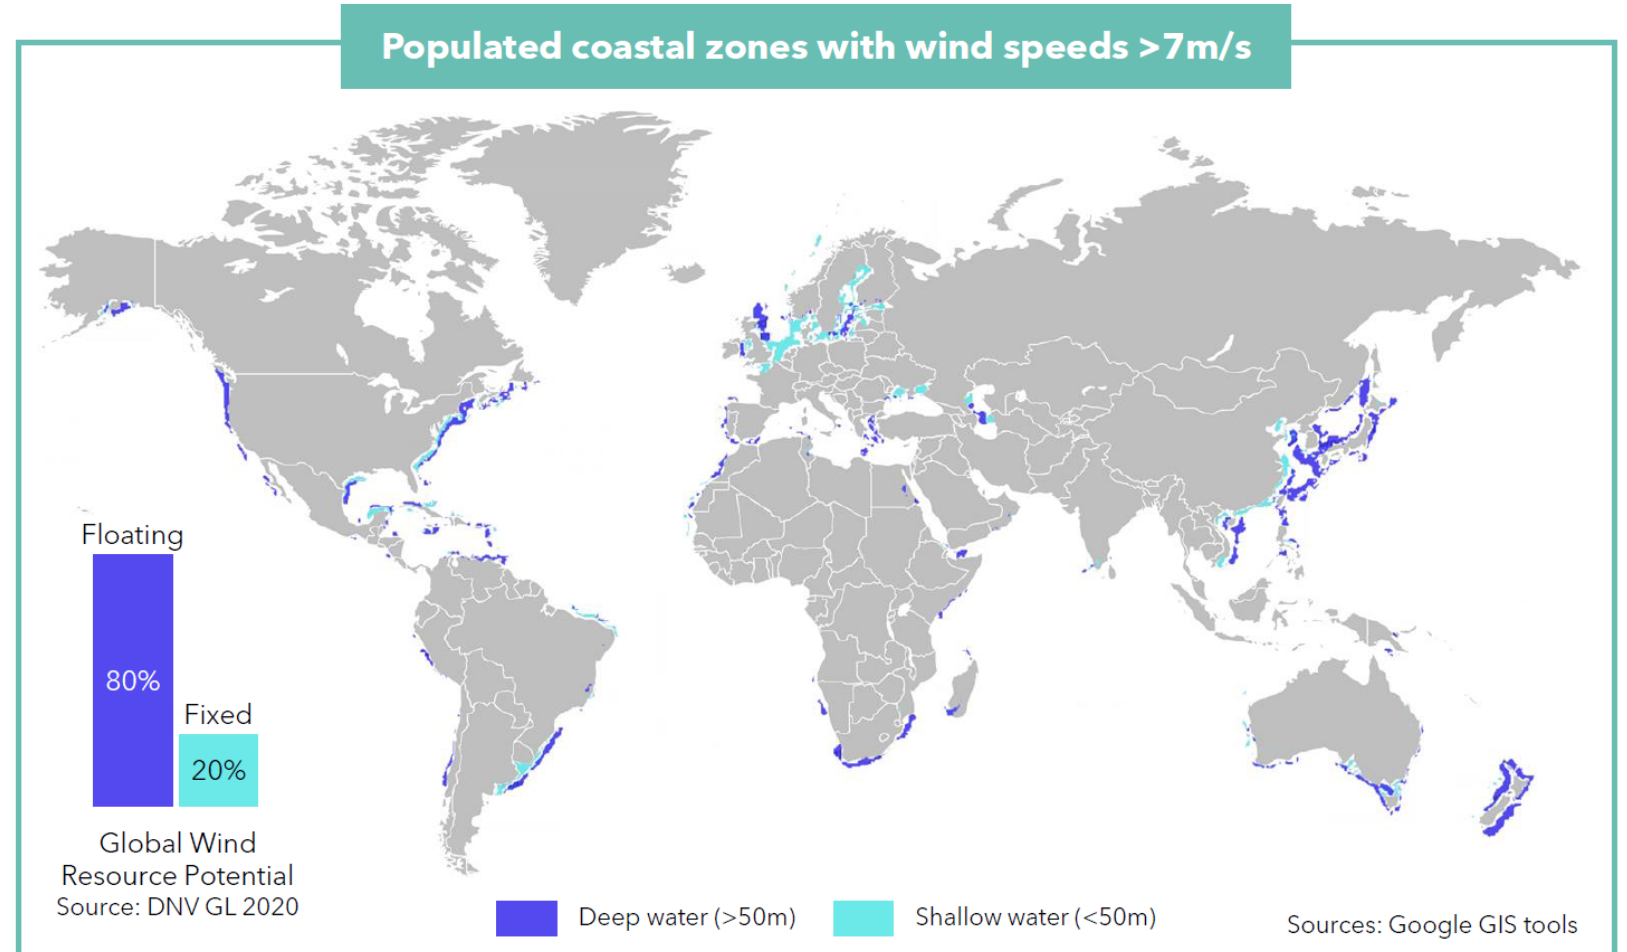 Populated coastal zones with wind speeds >7m/s
Floating
80%
Fixed
20%
Global Wind
Resource Potential
Source: DNV GL 2020
Deep water (>50m)
Shallow water (<50m)
Sources: Google GIS tools